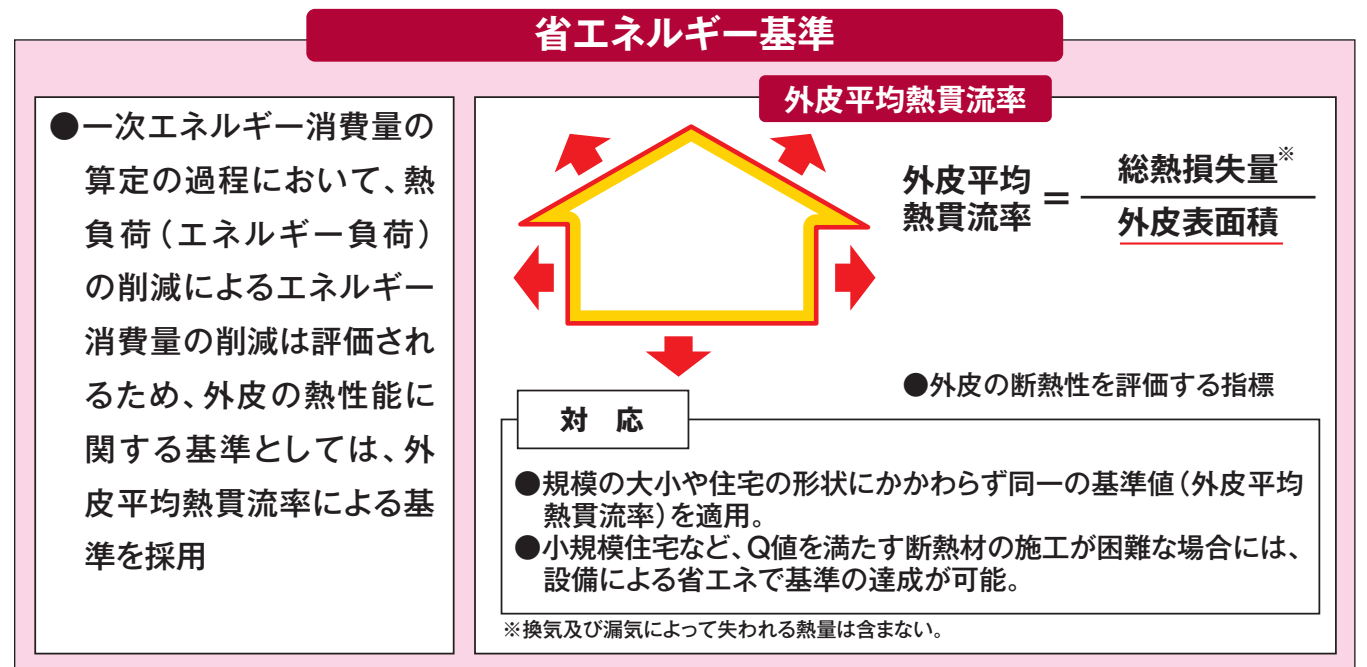 省エネルギー基準
●一次エネルギー消費量の
算定の過程において、熱
負荷（エネルギー負荷）
の削減によるエネルギー
消費量の削減は評価され
るため、外皮の熱性能に
関する基準としては、外
皮平均熱貫流率による基
準を採用
外皮平均熱貫流率
外皮平均
熱貫流率
＝
総熱損失量※
外皮表面積
●外皮の断熱性を評価する指標
対 応
●規模の大小や住宅の形状にかかわらず同一の基準値（外皮平均
熱貫流率）を適用。
●小規模住宅など、Q値を満たす断熱材の施工が困難な場合には、
設備による省エネで基準の達成が可能。
※換気及び漏気によって失われる熱量は含まない。